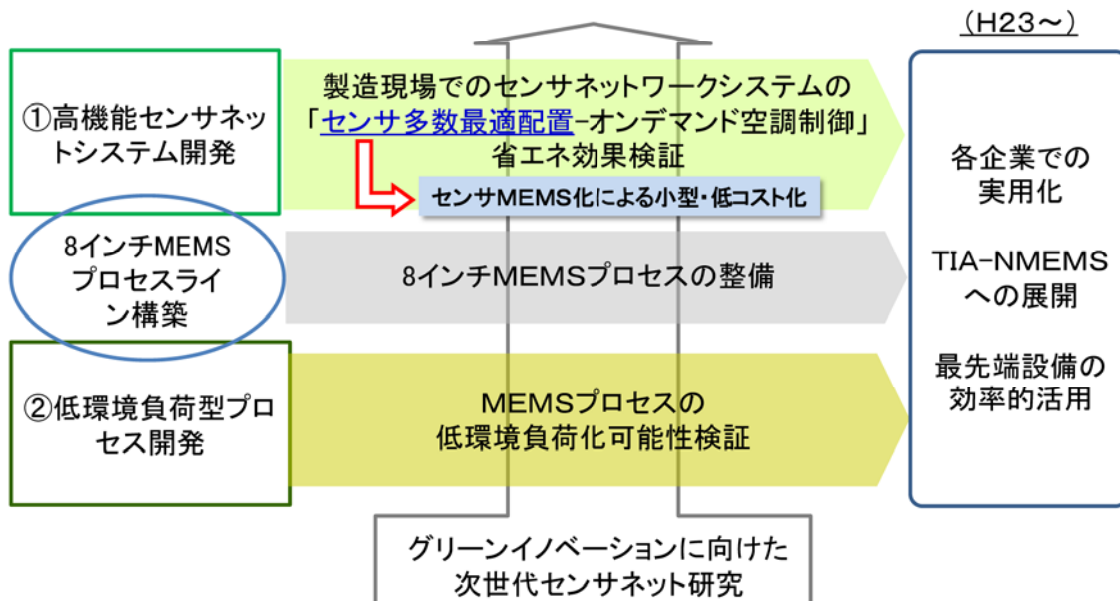 (H23～)
①高機能センサネッ
トシステム開発
製造現場でのセンサネットワークシステムの
「センサ多数最適配置-オンデマンド空調制御」
省エネ効果検証
センサMEMS化による小型・低コスト化
8インチMEMS
プロセスライ
ン構築
8インチMEMSプロセスの整備
②低環境負荷型プロ
セス開発
MEMSプロセスの
低環境負荷化可能性検証
各企業での
実用化
TIA-NMEMS
への展開
最先端設備の
効率的活用
グリーンイノベーションに向けた
次世代センサネット研究